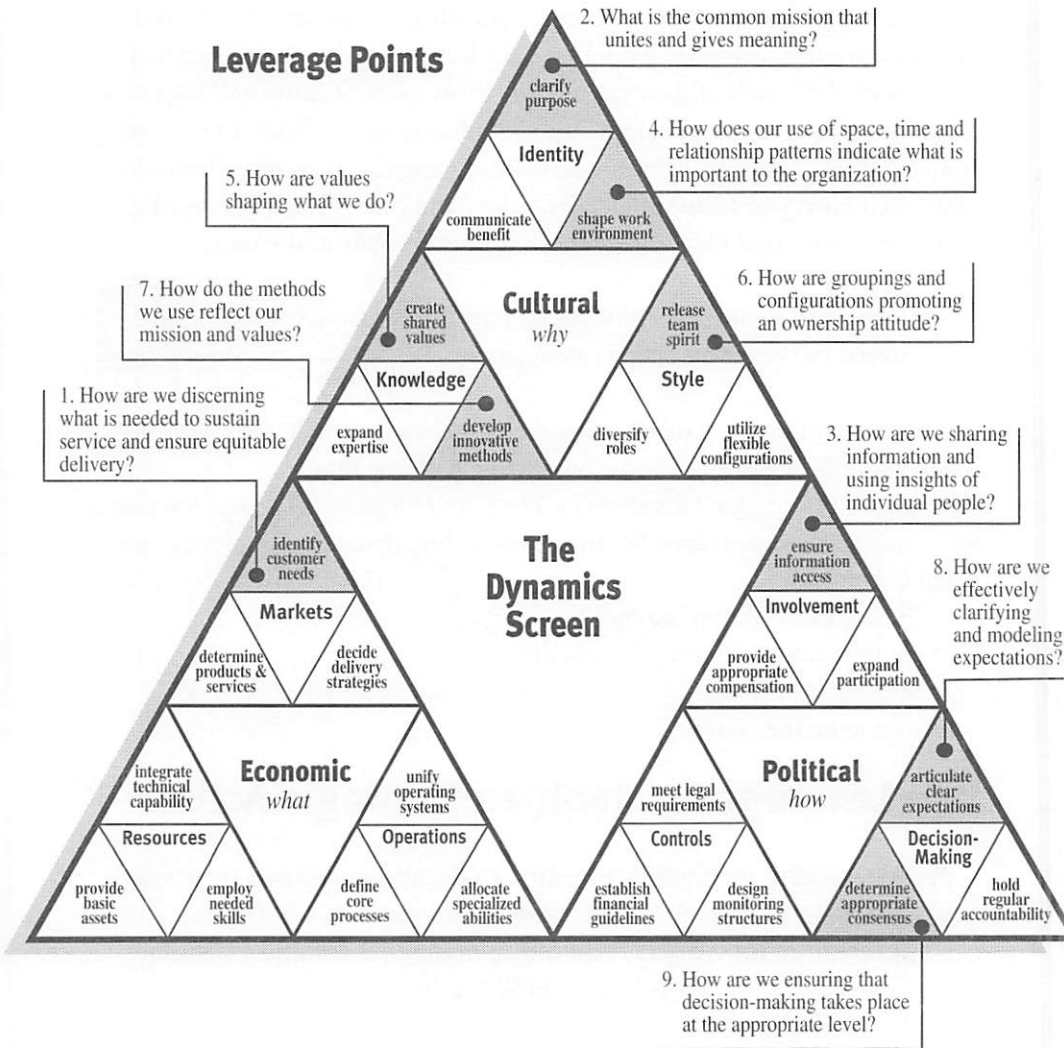 Leverage Points
2. What is the common mission that
unites and gives meaning?
clarify
purpose
Identity
4. How does our use of space, time and
relationship patterns indicate what is
important to the organization?
5. How are values
shaping what we do?
communicate
benefit
shape work
environment
7. How do the methods
we use reflect our
mission and values?
create
shared
values
Cultural
why
release
team
spirit
6. How are groupings and
configurations promoting
an ownership attitude?
Knowledge
Style
1. How are we discerning
what is needed to sustain
service and ensure equitable
delivery?
expand
expertise
develop
innovative
methods
diversify
roles
utilize
flexible
configurations
3. How are we sharing
information and
using insights of
individual people?
identify
customer
needs
The
Dynamics
Screen
ensure
information
access
8. How are we
effectively
clarifying
and modeling
expectations?
Markets
Involvement
determine
products &
services
decide
delivery
strategies
provide
appropriate
compensation
expand
participation
integrate
technical
capability
Economic
what
unify
operating
systems
meet legal
requirements
Political
how
articulate
clear
expectations
Resources
Operations
Controls
Decision-
Making
provide
basic
assets
employ
needed
skills
define
core
processes
allocate
specialized
abilities
establish
financial
guidelines
design
monitoring
structures
determine
appropriate
consensus
hold
regular
accountability
9. How are we ensuring that
decision-making takes place
at the appropriate level?